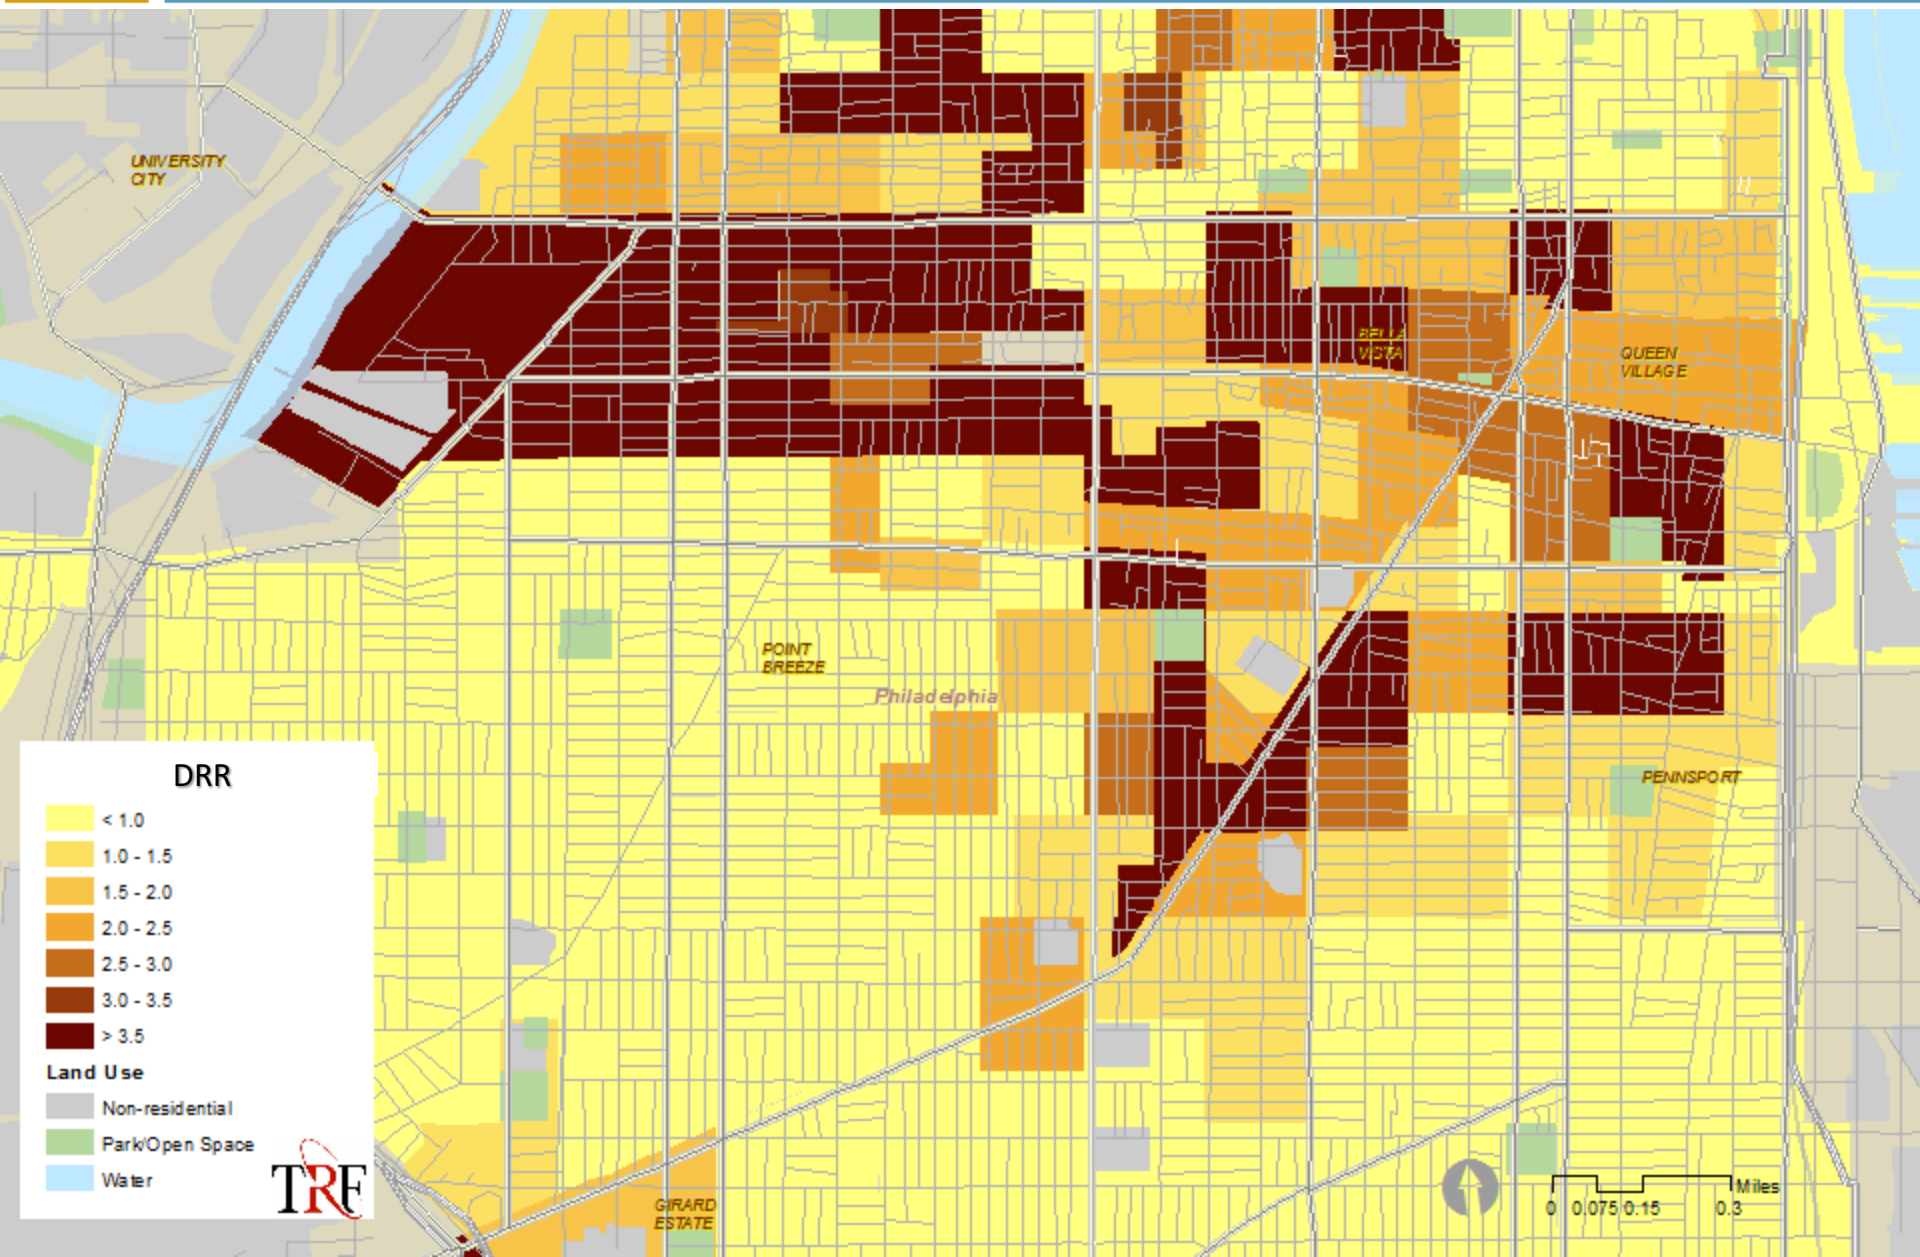 UNIVERSITY
CITY
BELLA
VISTA
QUEEN
VILLAGE
POINT
BREEZE
Philadelphia
PENNSPORT
GIRARD
ESTATE
DRR
< 1.0
1.0 - 1.5
1.5 - 2.0
2.0 - 2.5
2.5 - 3.0
3.0 - 3.5
> 3.5
Land Use
Non-residential
Park/Open Space
Water
TRF
Miles
0 0.075 0.15 0.3